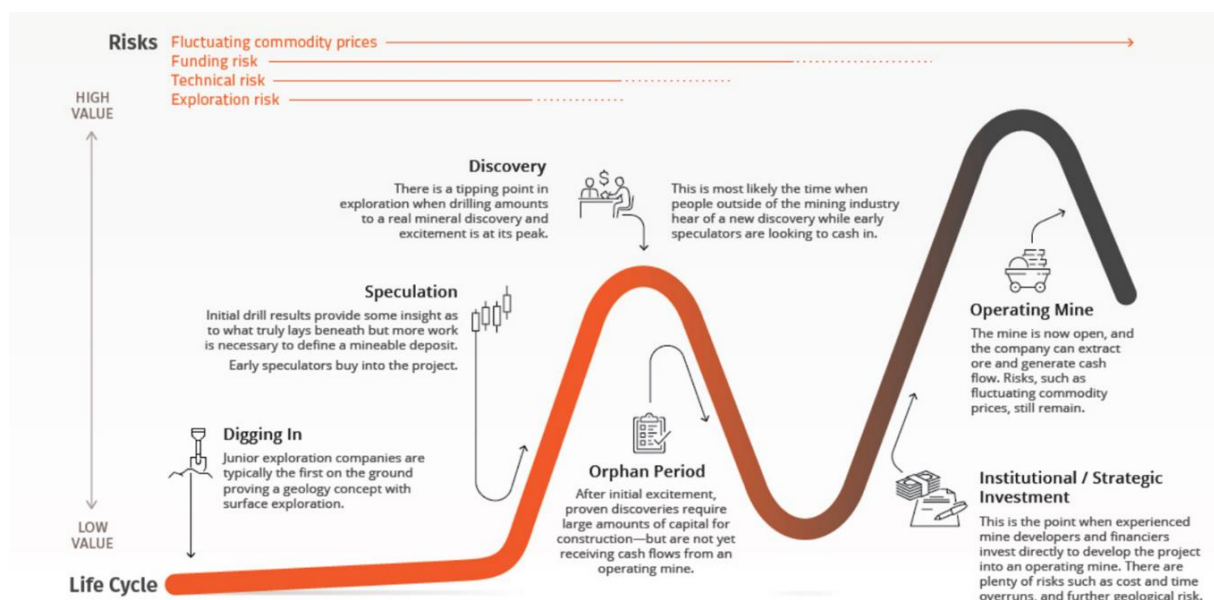 Risks
Fluctuating commodity prices
Funding risk
Technical risk
Exploration risk
HIGH
VALUE
Discovery
There is a tipping point in
exploration when drilling amounts
to a real mineral discovery and
excitement is at its peak.
$
This is most likely the time when
people outside of the mining industry
hear of a new discovery while early
speculators are looking to cash in.
Speculation
Initial drill results provide some insight as
to what truly lays beneath but more work
is necessary to define a mineable deposit.
Early speculators buy into the project.
Operating Mine
The mine is now open, and
the company can extract
ore and generate cash
flow. Risks, such as
fluctuating commodity
prices, still remain.
Digging In
Junior exploration companies are
typically the first on the ground
proving a geology concept with
surface exploration.
Orphan Period
After initial excitement,
proven discoveries require
large amounts of capital for
construction—but are not yet
receiving cash flows from an
operating mine.
Institutional / Strategic
Investment
This is the point when experienced
mine developers and financiers
invest directly to develop the project
into an operating mine. There are
plenty of risks such as cost and time
overruns, and further geological risk.
LOW
VALUE
Life Cycle